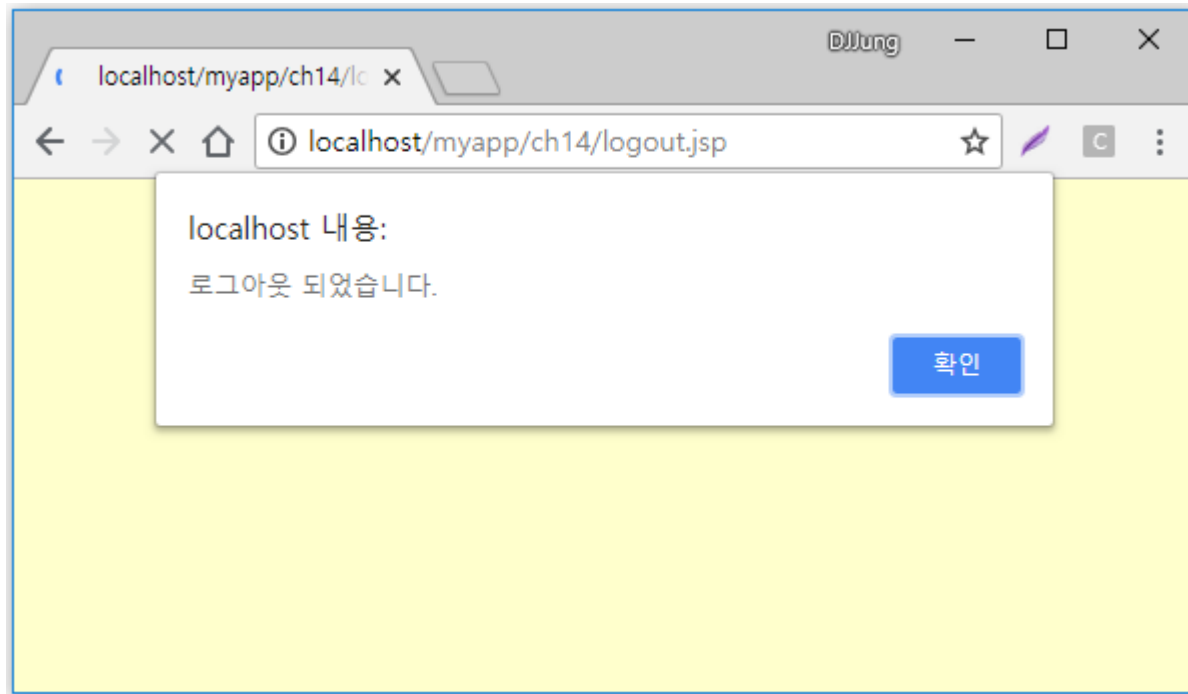 DJJung
localhost/myapp/ch14/lo
localhost/myapp/ch14/logout.jsp
C
localhost 내용:
로그아웃 되었습니다.
확인